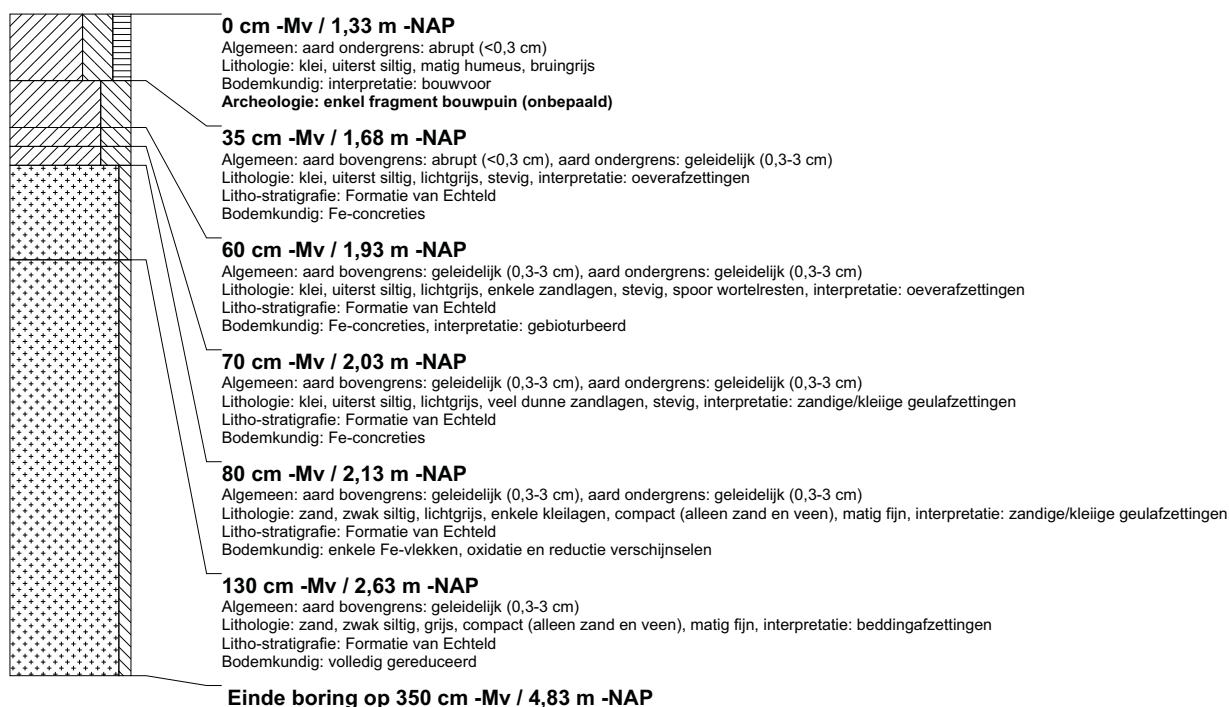 0 cm -Mv / 1,33 m -NAP
Algemeen: aard ondergrens: abrupt (<0,3 cm)
Lithologie: klei, uiterst siltig, matig humeus, bruingrijs
Bodemkundig: interpretatie: bouwvoor
Archeologie: enkel fragment bouwpuin (onbepaald)
35 cm -Mv / 1,68 m -NAP
Algemeen: aard bovengrens: abrupt (<0,3 cm), aard ondergrens: geleidelijk (0,3-3 cm)
Lithologie: klei, uiterst siltig, lichtgrijs, stevig, interpretatie: oeverafzettingen
Litho-stratigrafie: Formatie van Echteld
Bodemkundig: Fe-concreties
60 cm -Mv / 1,93 m -NAP
Algemeen: aard bovengrens: geleidelijk (0,3-3 cm), aard ondergrens: geleidelijk (0,3-3 cm)
Lithologie: klei, uiterst siltig, lichtgrijs, enkele zandlagen, stevig, spoor wortelresten, interpretatie: oeverafzettingen
Litho-stratigrafie: Formatie van Echteld
Bodemkundig: Fe-concreties, interpretatie: gebioturbeerd
70 cm -Mv / 2,03 m -NAP
Algemeen: aard bovengrens: geleidelijk (0,3-3 cm), aard ondergrens: geleidelijk (0,3-3 cm)
Lithologie: klei, uiterst siltig, lichtgrijs, veel dunne zandlagen, stevig, interpretatie: zandige/kleiige geulafzettingen
Litho-stratigrafie: Formatie van Echteld
Bodemkundig: Fe-concreties
80 cm -Mv / 2,13 m -NAP
Algemeen: aard bovengrens: geleidelijk (0,3-3 cm), aard ondergrens: geleidelijk (0,3-3 cm)
Lithologie: zand, zwak siltig, lichtgrijs, enkele kleilagen, compact (alleen zand en veen), matig fijn, interpretatie: zandige/kleiige geulafzettingen
Litho-stratigrafie: Formatie van Echteld
Bodemkundig: enkele Fe-vlekken, oxidatie en reductie verschijnselen
130 cm -Mv / 2,63 m -NAP
Algemeen: aard bovengrens: geleidelijk (0,3-3 cm)
Lithologie: zand, zwak siltig, grijs, compact (alleen zand en veen), matig fijn, interpretatie: beddingafzettingen
Litho-stratigrafie: Formatie van Echteld
Bodemkundig: volledig gereduceerd
Einde boring op 350 cm -Mv / 4,83 m -NAP